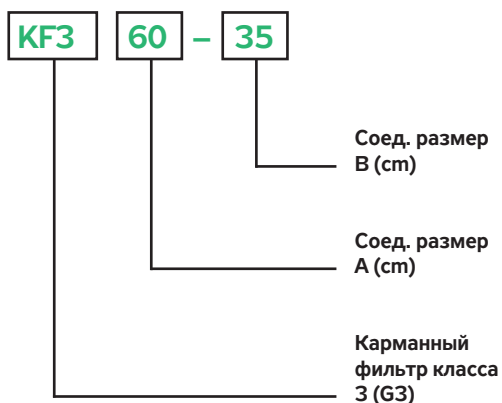 KF3 60 – 35
Соед. размер
B (cm)
Соед. размер
A (cm)
Карманный
фильтр класса
3 (G3)